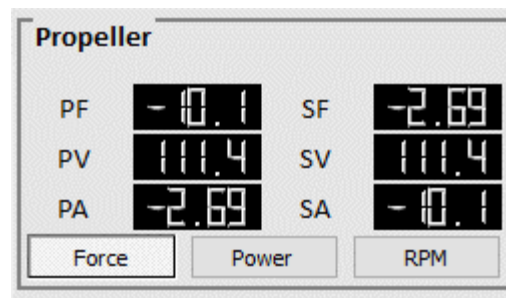 Propeller
PF -10.1 SF -2.69
PV 111.4 SV 111.4
PA -2.69 SA -10.1
Force Power RPM